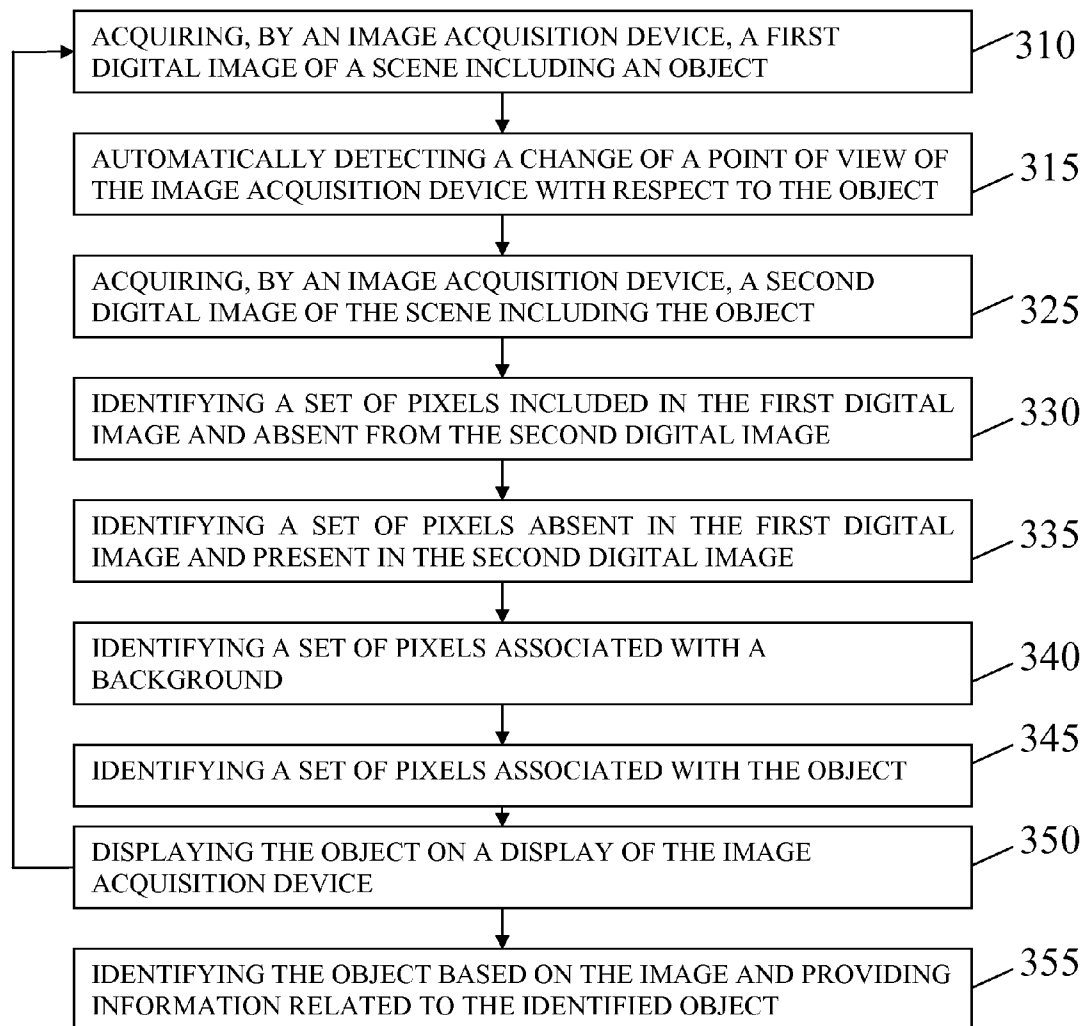 ACQUIRING, BY AN IMAGE ACQUISITION DEVICE, A FIRST
DIGITAL IMAGE OF A SCENE INCLUDING AN OBJECT
310
AUTOMATICALLY DETECTING A CHANGE OF A POINT OF VIEW OF
THE IMAGE ACQUISITION DEVICE WITH RESPECT TO THE OBJECT
315
ACQUIRING, BY AN IMAGE ACQUISITION DEVICE, A SECOND
DIGITAL IMAGE OF THE SCENE INCLUDING THE OBJECT
325
IDENTIFYING A SET OF PIXELS INCLUDED IN THE FIRST DIGITAL
IMAGE AND ABSENT FROM THE SECOND DIGITAL IMAGE
330
IDENTIFYING A SET OF PIXELS ABSENT IN THE FIRST DIGITAL
IMAGE AND PRESENT IN THE SECOND DIGITAL IMAGE
335
IDENTIFYING A SET OF PIXELS ASSOCIATED WITH A
BACKGROUND
340
IDENTIFYING A SET OF PIXELS ASSOCIATED WITH THE OBJECT
345
DISPLAYING THE OBJECT ON A DISPLAY OF THE IMAGE
ACQUISITION DEVICE
350
IDENTIFYING THE OBJECT BASED ON THE IMAGE AND PROVIDING
INFORMATION RELATED TO THE IDENTIFIED OBJECT
355